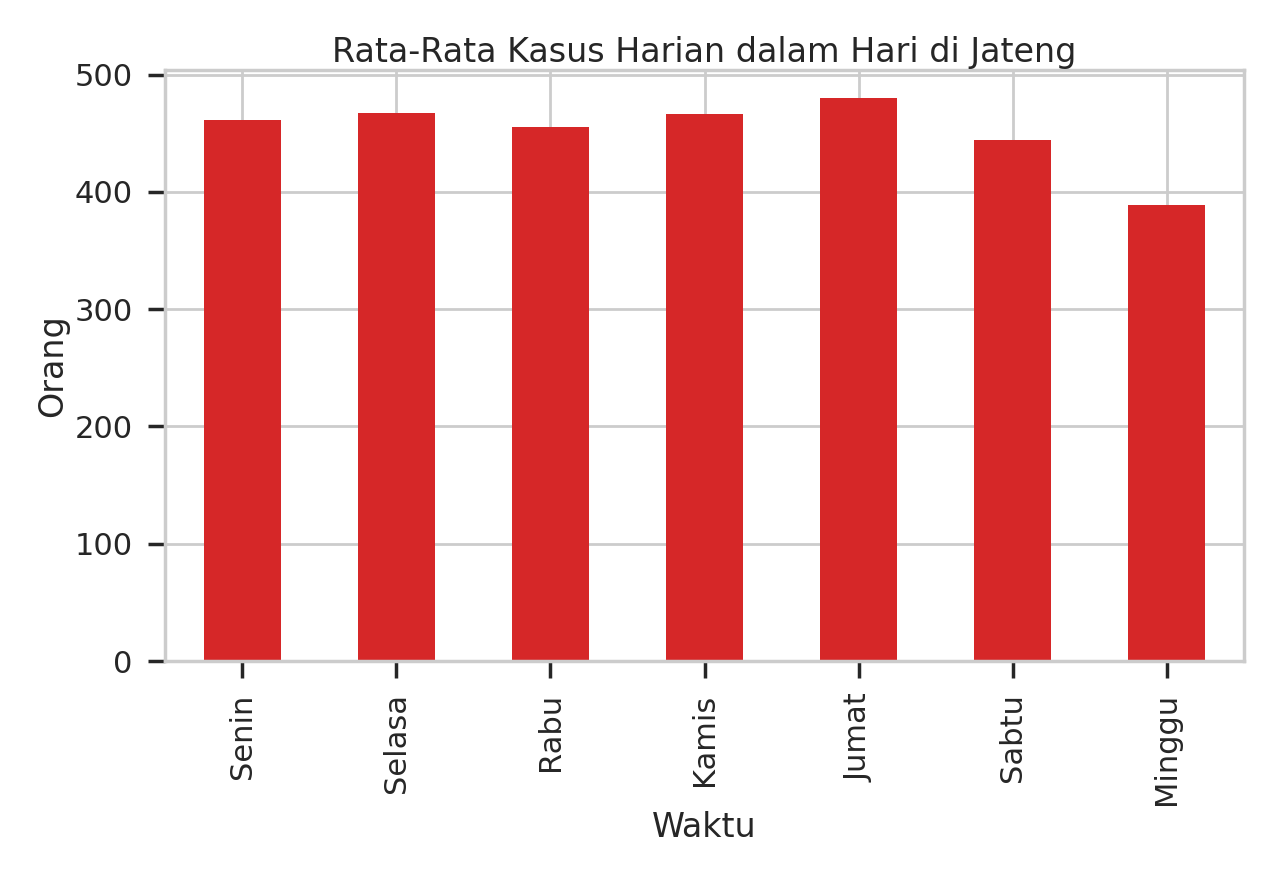 Rata-Rata Kasus Harian dalam Hari di Jateng
500
400
300
200
100
0
Orang
Senin
Selasa
Rabu
Kamis
Jumat
Sabtu
Minggu
Waktu